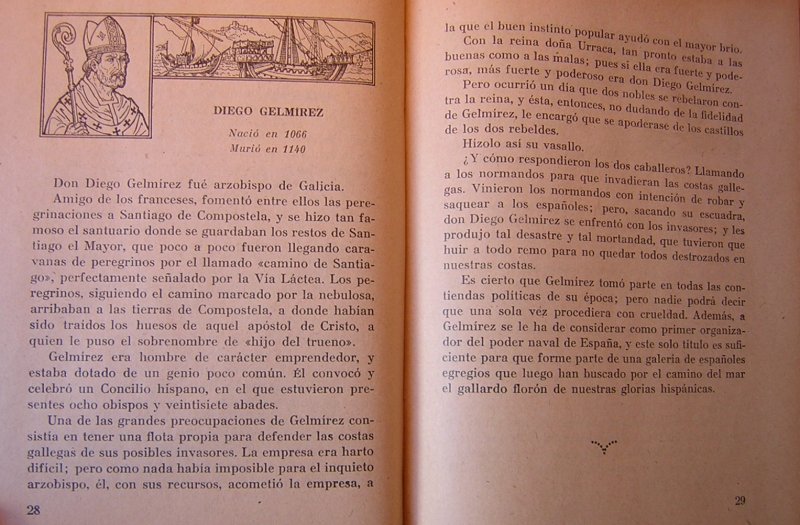 DIEGO GELMIREZ
Nació en 1066
Murió en 1140
Don Diego Gelmírez fué arzobispo de Galicia.
Amigo de los franceses, fomentó entre ellos las pere-
grinaciones a Santiago de Compostela, y se hizo tan fa-
moso el santuario donde se guardaban los restos de San-
tiago el Mayor, que poco a poco fueron llegando cara-
vanas de peregrinos por el llamado «camino de Santia-
go», perfectamente señalado por la Vía Láctea. Los pe-
regrinos, siguiendo el camino marcado por la nebulosa,
arribaban a las tierras de Compostela, a donde habían
sido traídos los huesos de aquel apóstol de Cristo, a
quien le puso el sobrenombre de «hijo del trueno».
Gelmírez era hombre de carácter emprendedor, y
estaba dotado de un genio poco común. Él convocó y
celebró un Concilio hispano, en el que estuvieron pre-
sentes ocho obispos y veintisiete abades.
Una de las grandes preocupaciones de Gelmírez con-
sistía en tener una flota propia para defender las costas
gallegas de sus posibles invasores. La empresa era harto
difícil; pero como nada había imposible para el inquieto
arzobispo, él, con sus recursos, acometió la empresa, a
28
la que el buen instinto popular ayudó con el mayor brío.
Con la reina doña Urraca, tan pronto estaba a las
buenas como a las malas; pues si ella era fuerte y pode-
rosa, más fuerte y poderoso era don Diego Gelmírez.
Pero ocurrió un día que dos nobles se rebelaron con-
tra la reina, y ésta, entonces, no dudando de la fidelidad
de Gelmírez, le encargó que se apoderase de los castillos
de los dos rebeldes.
Hízolo así su vasallo.
¿Y cómo respondieron los dos caballeros? Llamando
a los normandos para que invadieran las costas galle-
gas. Vinieron los normandos con intención de robar y
saquear a los españoles; pero, sacando su escuadra,
don Diego Gelmírez se enfrentó con los invasores; y les
produjo tal desastre y tal mortandad, que tuvieron que
huir a todo remo para no quedar todos destrozados en
nuestras costas.
Es cierto que Gelmírez tomó parte en todas las con-
tiendas políticas de su época; pero nadie podrá decir
que una sola vez procediera con crueldad. Además, a
Gelmírez se le ha de considerar como primer organiza-
dor del poder naval de España, y este solo título es sufi-
ciente para que forme parte de una galería de españoles
egregios que luego han buscado por el camino del mar
el gallardo florón de nuestras glorias hispánicas.
29